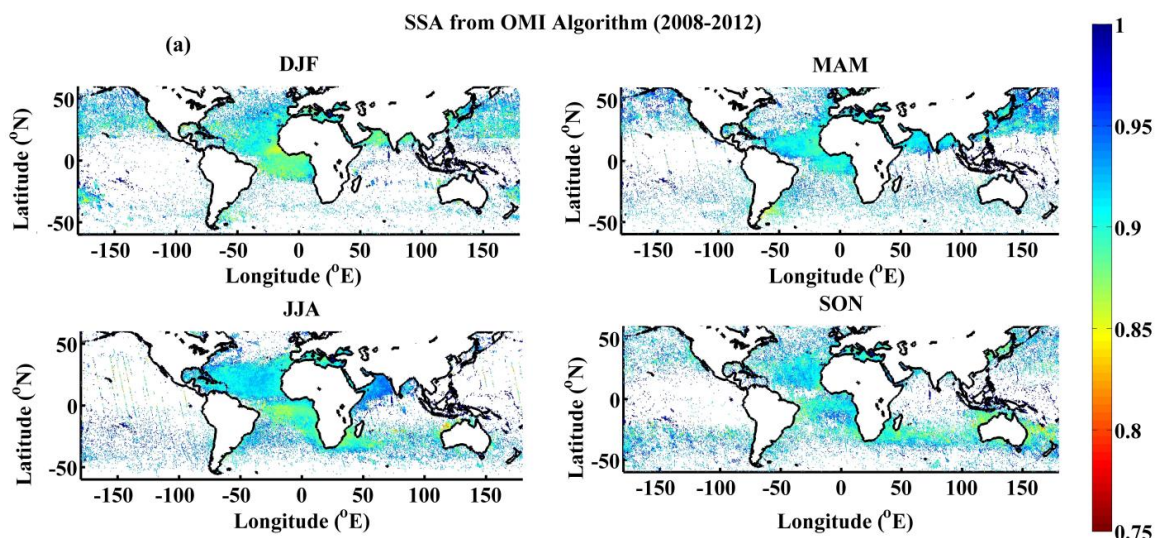 SSA from OMI Algorithm (2008-2012)
(a)
DJF
MAM
50
0
-50
-150 -100 -50 0 50 100 150
Latitude (°N)
Longitude (°E)
50
0
-50
-150 -100 -50 0 50 100 150
Latitude (°N)
Longitude (°E)
JJA
SON
50
0
-50
-100 -50 0 50 100 150
-150
Latitude (°N)
Longitude (°E)
50
0
-50
-150 -100 -50 0 50 100 150
Latitude (°N)
Longitude (°E)
1
0.95
0.9
0.85
0.8
0.75